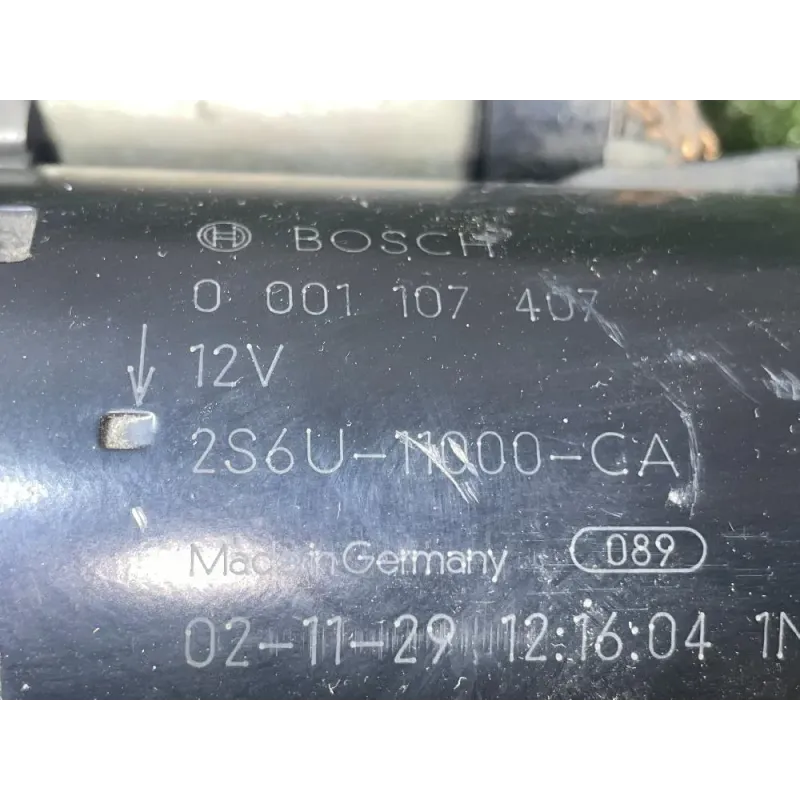 BOSCH
0 001 107 407
12V
2S6U-11000-CA
Made in Germany 089
02-11-29 12:16:04 1N